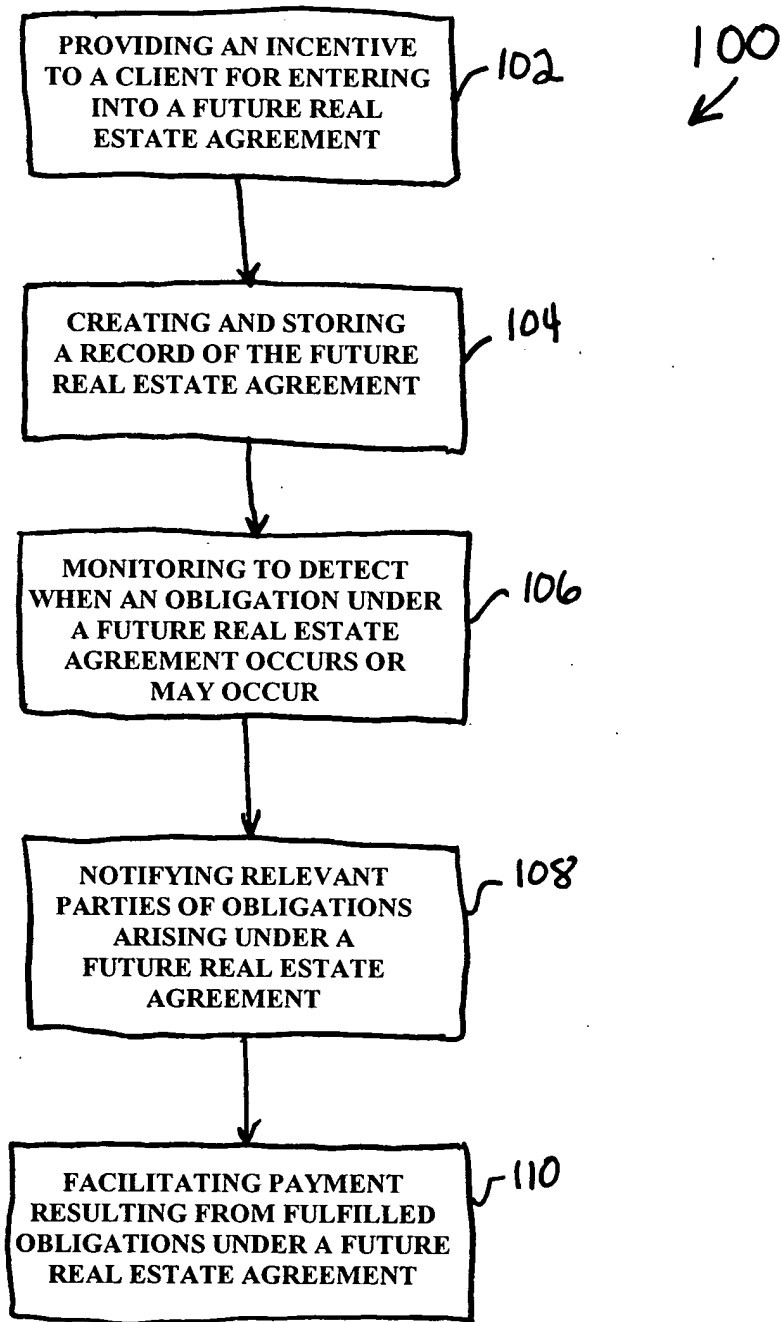 100
PROVIDING AN INCENTIVE
TO A CLIENT FOR ENTERING
INTO A FUTURE REAL
ESTATE AGREEMENT
102
CREATING AND STORING
A RECORD OF THE FUTURE
REAL ESTATE AGREEMENT
104
MONITORING TO DETECT
WHEN AN OBLIGATION UNDER
A FUTURE REAL ESTATE
AGREEMENT OCCURS OR
MAY OCCUR
106
NOTIFYING RELEVANT
PARTIES OF OBLIGATIONS
ARISING UNDER A
FUTURE REAL ESTATE
AGREEMENT
108
FACILITATING PAYMENT
RESULTING FROM FULFILLED
OBLIGATIONS UNDER A FUTURE
REAL ESTATE AGREEMENT
110